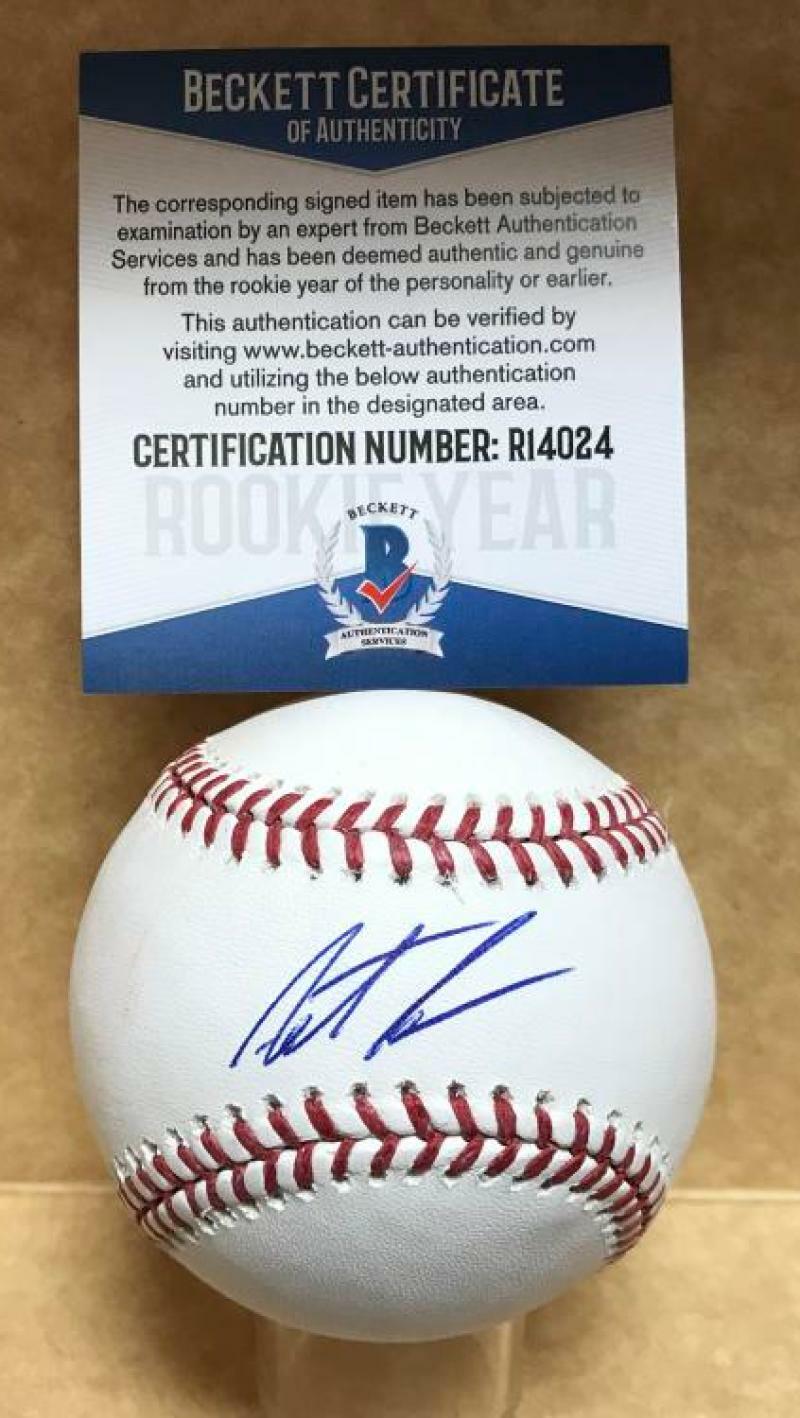 BECKETT CERTIFICATE
OF AUTHENTICITY
The corresponding signed item has been subjected to
examination by an expert from Beckett Authentication
Services and has been deemed authentic and genuine
from the rookie year of the personality or earlier.
This authentication can be verified by
visiting www.beckett-authentication.com
and utilizing the below authentication
number in the designated area.
CERTIFICATION NUMBER: R14024
ROOKIE YEAR
BECKETT
B
AUTHENTICATION
SERVICES